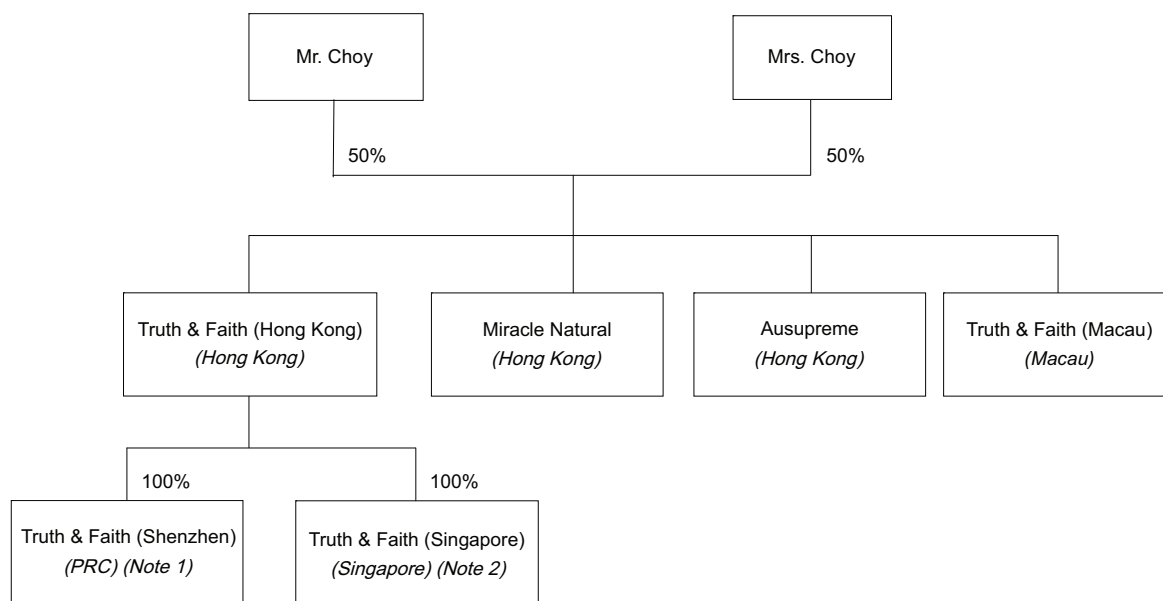 Mr. Choy
Mrs. Choy
50%
50%
Truth & Faith (Hong Kong)
(Hong Kong)
Miracle Natural
(Hong Kong)
Ausupreme
(Hong Kong)
Truth & Faith (Macau)
(Macau)
100%
100%
Truth & Faith (Shenzhen)
(PRC) (Note 1)
Truth & Faith (Singapore)
(Singapore) (Note 2)